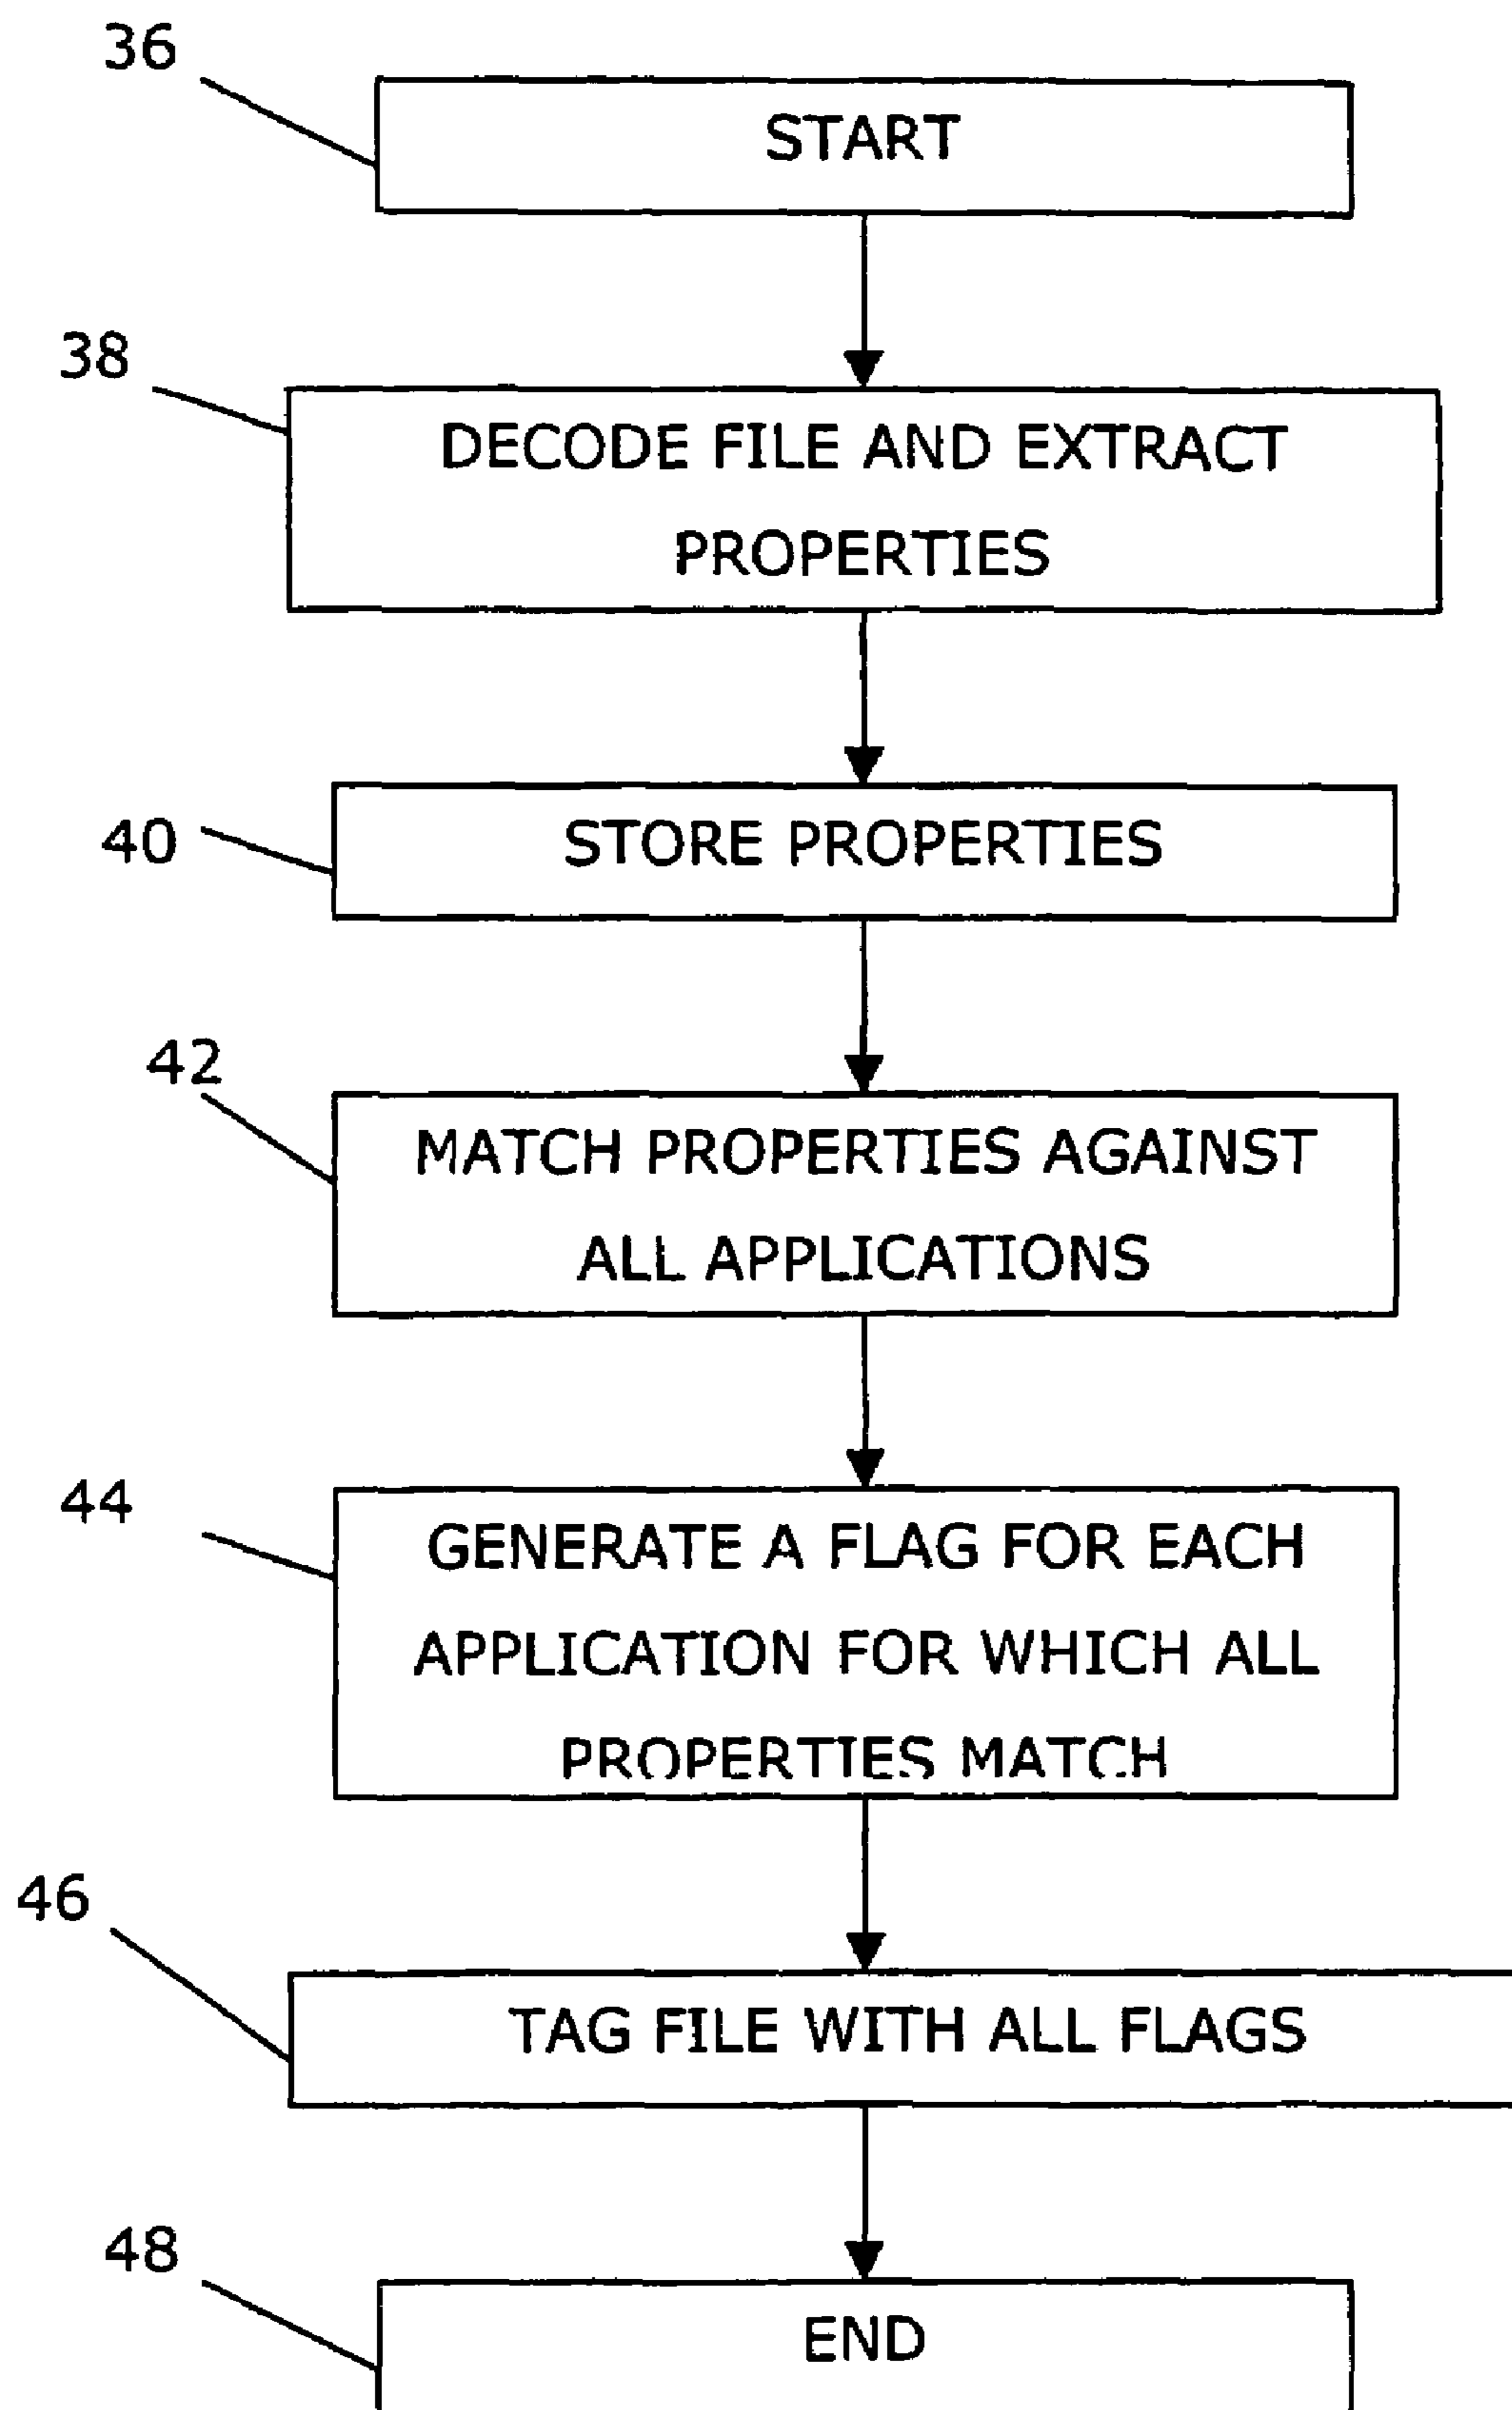 36
START
38
DECODE FILE AND EXTRACT
PROPERTIES
40
STORE PROPERTIES
42
MATCH PROPERTIES AGAINST
ALL APPLICATIONS
44
GENERATE A FLAG FOR EACH
APPLICATION FOR WHICH ALL
PROPERTIES MATCH
46
TAG FILE WITH ALL FLAGS
48
END